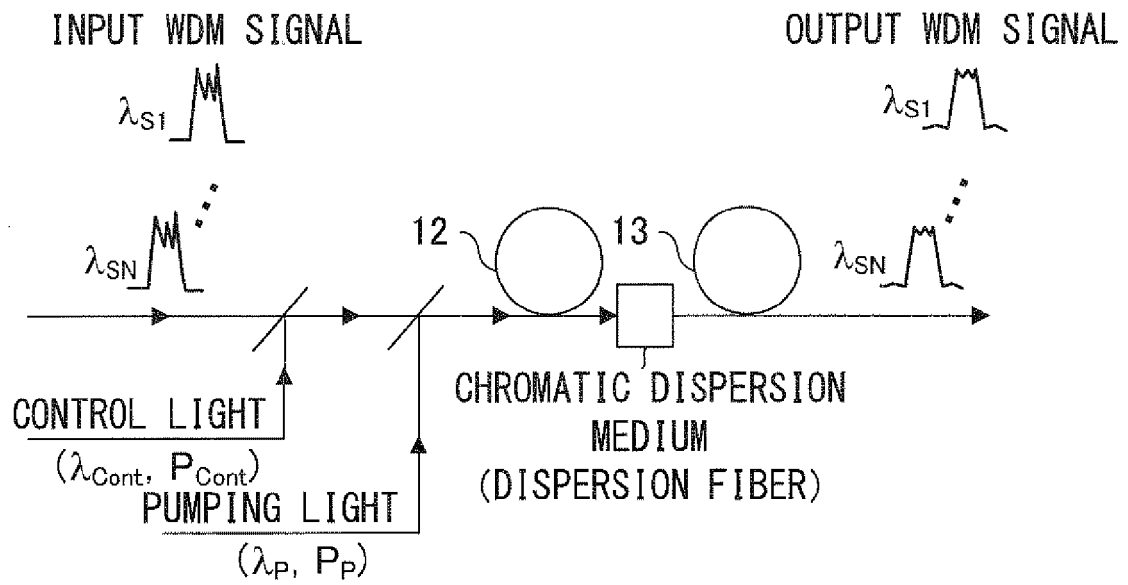 INPUT WDM SIGNAL
OUTPUT WDM SIGNAL
λS1
λS1
λSN
12
13
λSN
CONTROL LIGHT
(λCont, PCont)
PUMPING LIGHT
(λP, PP)
CHROMATIC DISPERSION
MEDIUM
(DISPERSION FIBER)